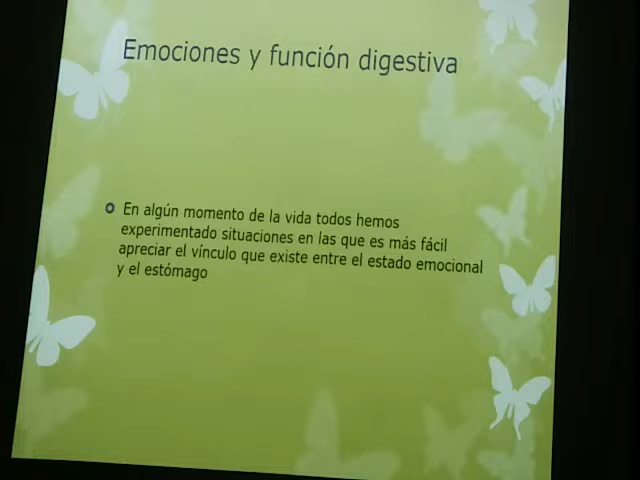 Emociones y función digestiva
En algún momento de la vida todos hemos
experimentado situaciones en las que es más fácil
apreciar el vínculo que existe entre el estado emocional
y el estómago